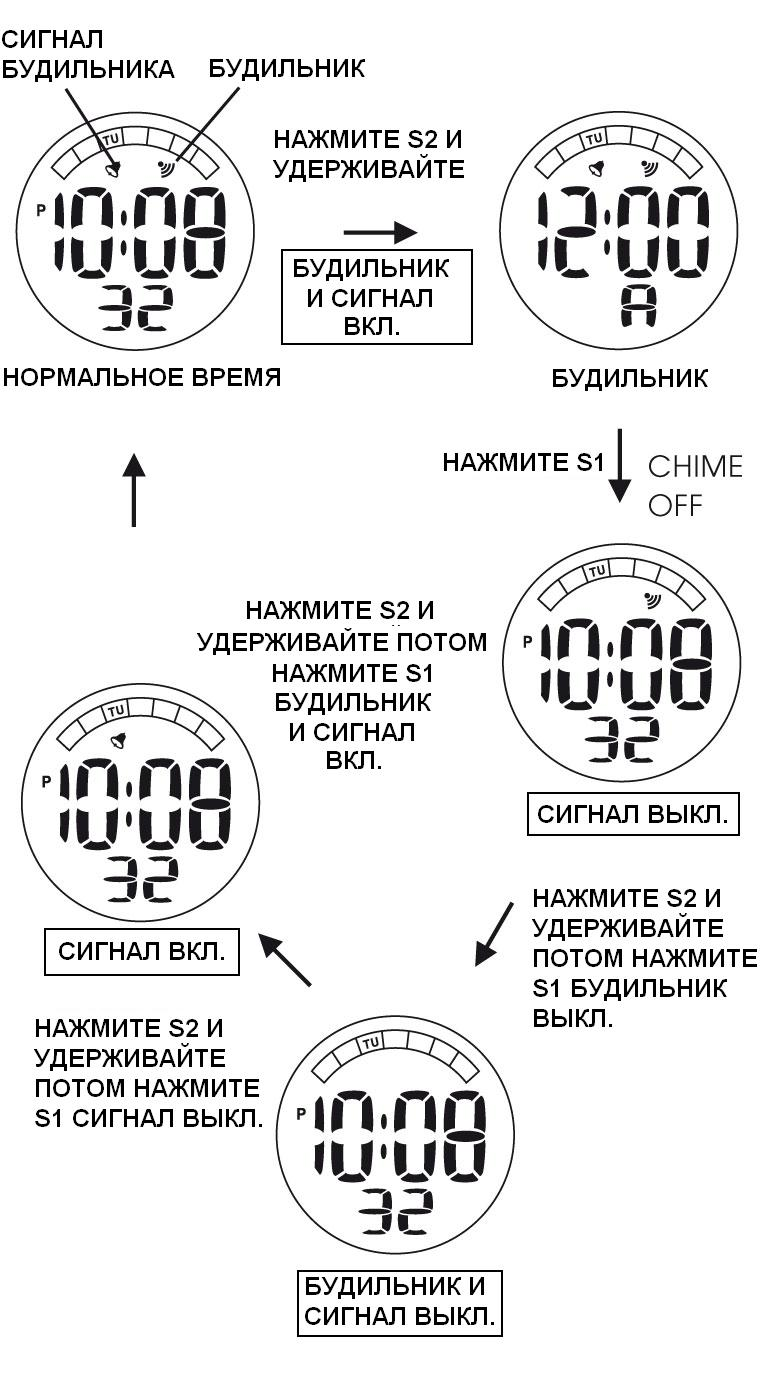 СИГНАЛ
БУДИЛЬНИКА
БУДИЛЬНИК
TU
P 10:08
32
НОРМАЛЬНОЕ ВРЕМЯ
НАЖМИТЕ S2 И
УДЕРЖИВАЙТЕ
БУДИЛЬНИК
И СИГНАЛ
ВКЛ.
TU
12:00
A
БУДИЛЬНИК
НАЖМИТЕ S1
CHIME
OFF
TU
P 10:08
32
СИГНАЛ ВЫКЛ.
НАЖМИТЕ S2 И
УДЕРЖИВАЙТЕ ПОТОМ
НАЖМИТЕ S1
БУДИЛЬНИК
И СИГНАЛ
ВКЛ.
TU
P 10:08
32
СИГНАЛ ВКЛ.
НАЖМИТЕ S2 И
УДЕРЖИВАЙТЕ
ПОТОМ НАЖМИТЕ
S1 БУДИЛЬНИК
ВЫКЛ.
НАЖМИТЕ S2 И
УДЕРЖИВАЙТЕ
ПОТОМ НАЖМИТЕ
S1 СИГНАЛ ВЫКЛ.
TU
P 10:08
32
БУДИЛЬНИК И
СИГНАЛ ВЫКЛ.